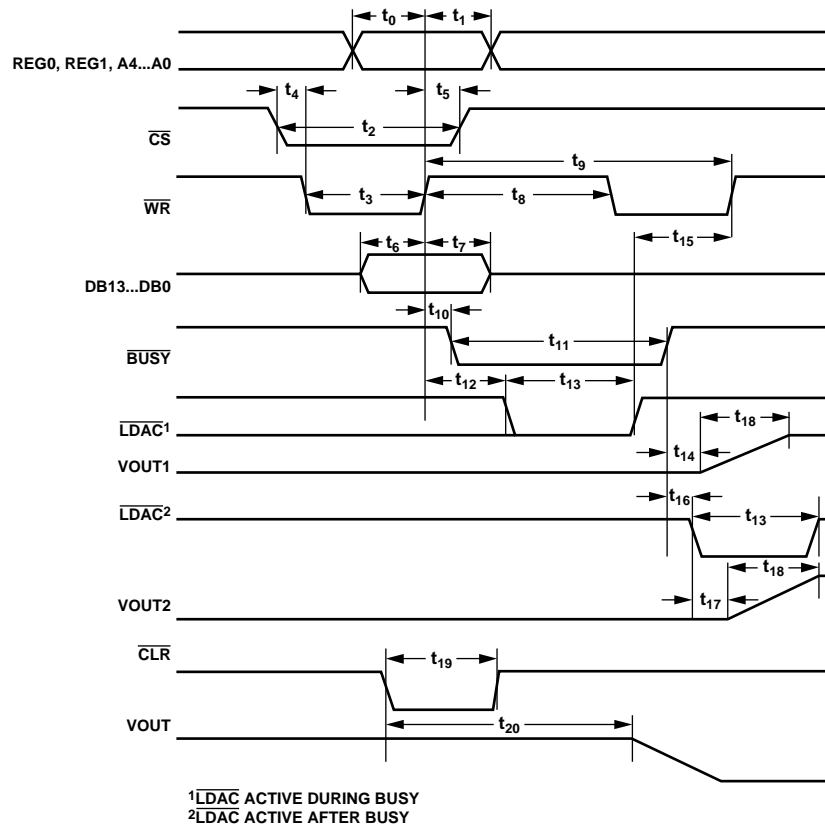 t0 t1
REG0, REG1, A4...A0
t4 t5
t2
CS
t9
t3 t8
WR
t15
t6 t7
DB13...DB0
t10
t11
BUSY
t12 t13
t18
LDAC1
t14
VOUT1
t16
LDAC2 t13
t18
t17
VOUT2
CLR
t19
t20
VOUT
1LDAC ACTIVE DURING BUSY
2LDAC ACTIVE AFTER BUSY